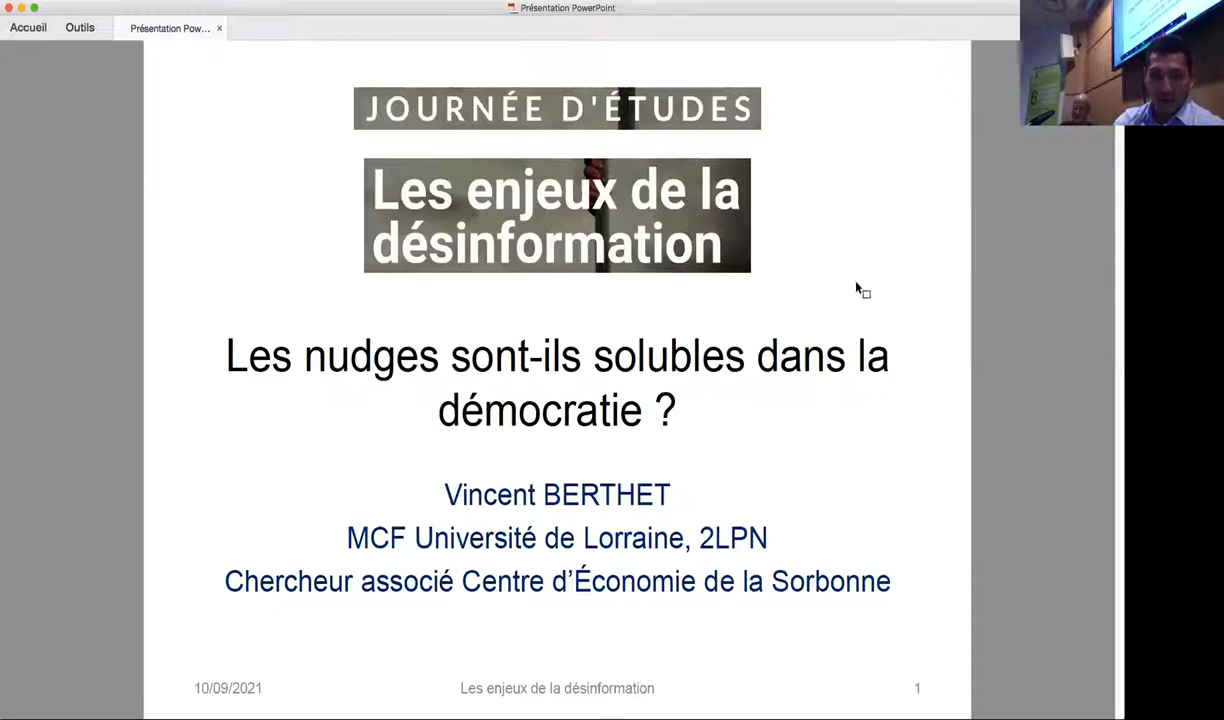 Présentation PowerPoint
Accueil
Outils
Présentation Pow...
JOURNÉE D'ÉTUDES
Les enjeux de la
désinformation
Les nudges sont-ils solubles dans la
démocratie ?
Vincent BERTHET
MCF Université de Lorraine, 2LPN
Chercheur associé Centre d’Économie de la Sorbonne
10/09/2021
Les enjeux de la désinformation
1